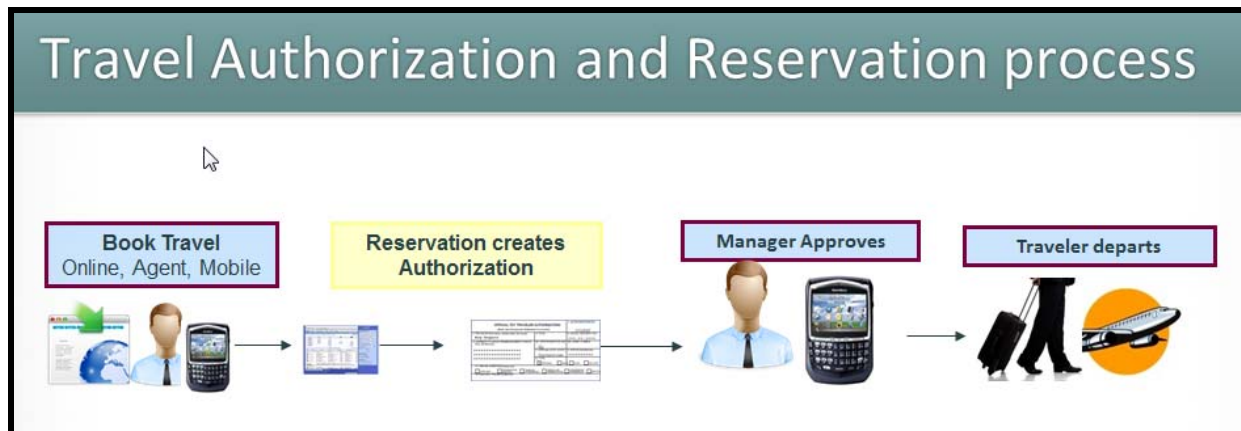 Travel Authorization and Reservation process
Book Travel
Online, Agent, Mobile
Reservation creates
Authorization
Manager Approves
Traveler departs